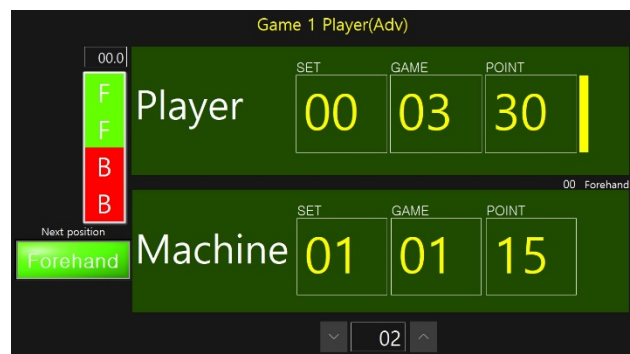 Game 1 Player(Adv)
00.0
F
F
B
B
Next position
Forehand
Player
SET GAME POINT
00 03 30
00 Forehand
Machine
SET GAME POINT
01 01 15
02